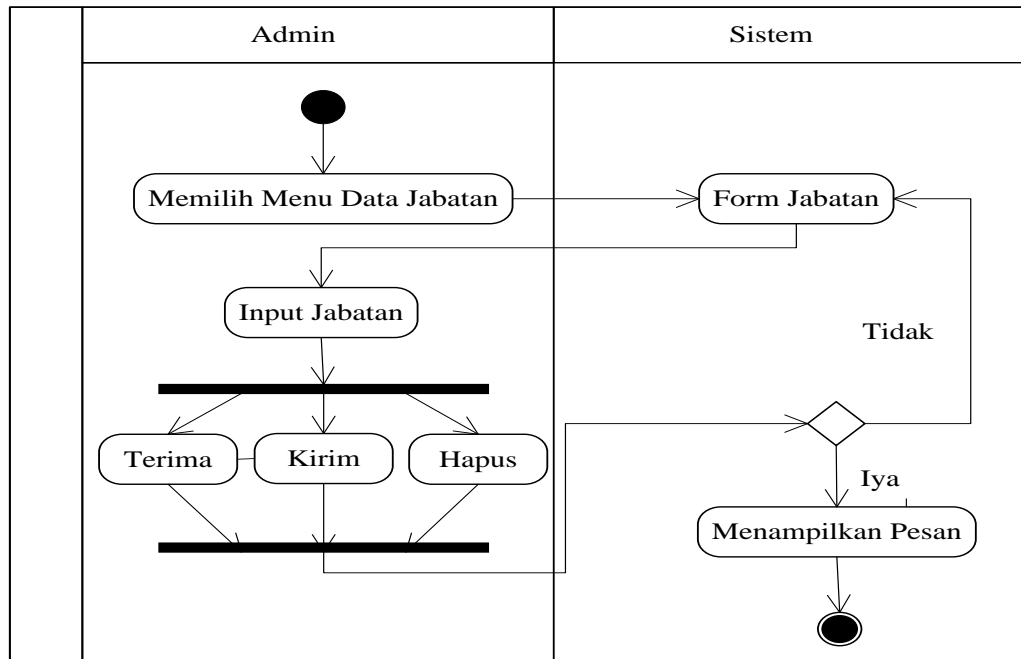 Admin
Sistem
Memilih Menu Data Jabatan
Form Jabatan
Input Jabatan
Tidak
Terima
Kirim
Hapus
Iya
Menampilkan Pesan